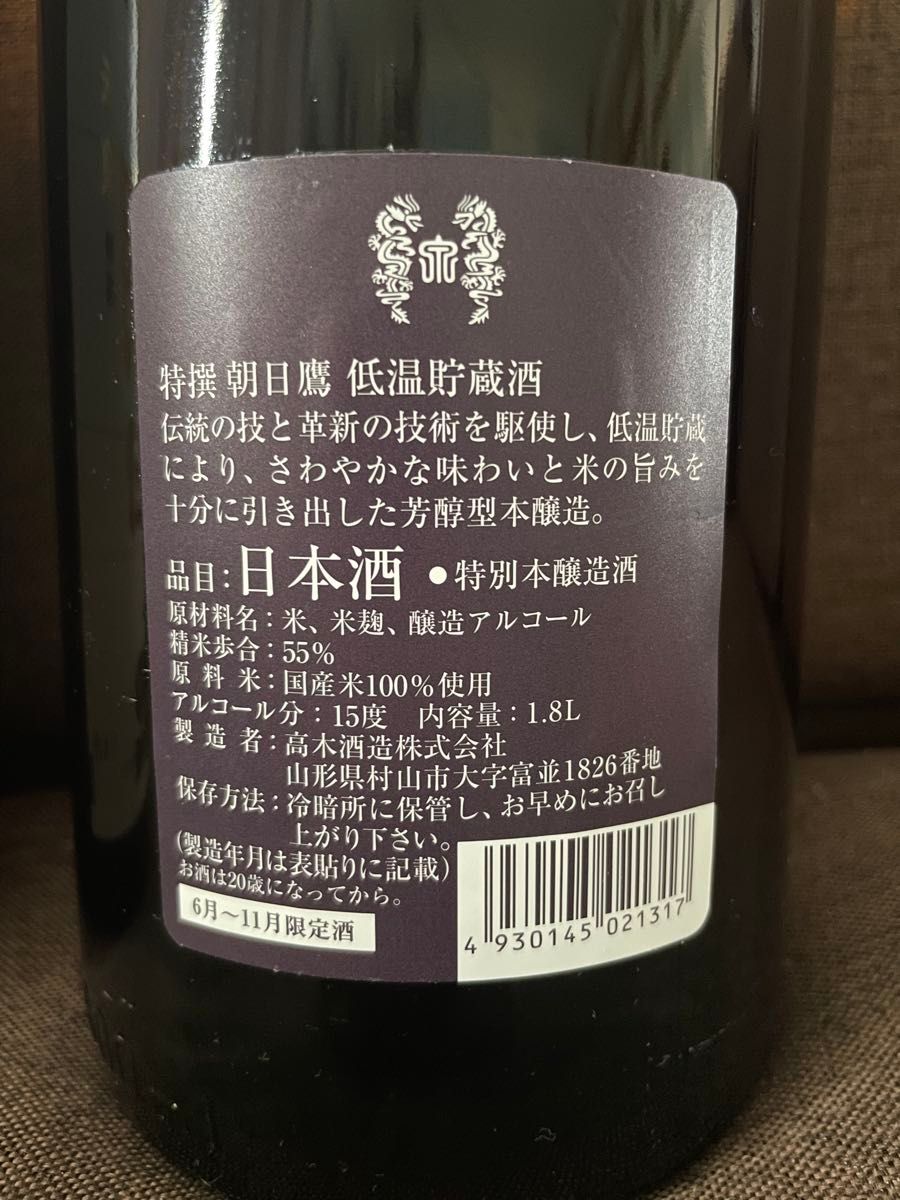 特撰 朝日鷹 低温貯蔵酒
伝統の技と革新の技術を駆使し、低温貯蔵
により、さわやかな味わいと米の旨みを
十分に引き出した芳醇型本醸造。
品目：日本酒 ●特別本醸造酒
原材料名：米、米麹、醸造アルコール
精米歩合：55%
原料米：国産米100%使用
アルコール分：15度 内容量：1.8L
製造者：高木酒造株式会社
山形県村山市大字富並1826番地
保存方法：冷暗所に保管し、お早めにお召し
上がり下さい。
(製造年月は表貼りに記載)
お酒は20歳になってから。
6月〜11月限定酒
4 930145 021317